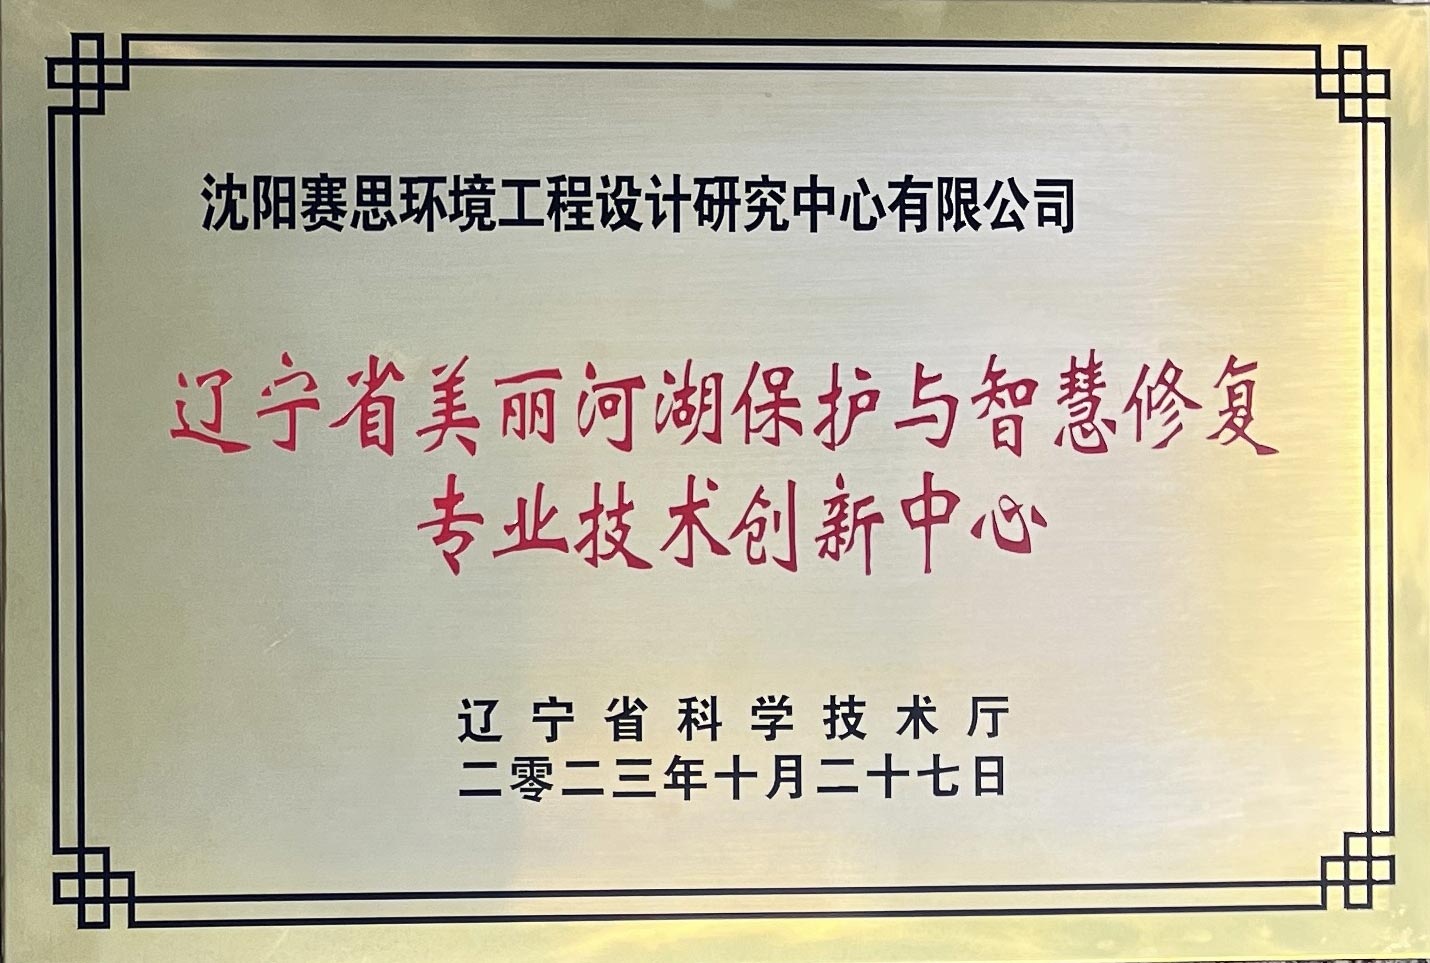 沈阳赛思环境工程设计研究中心有限公司
辽宁省美丽河湖保护与智慧修复
专业技术创新中心
辽宁省科学技术厅
二零二三年十月二十七日